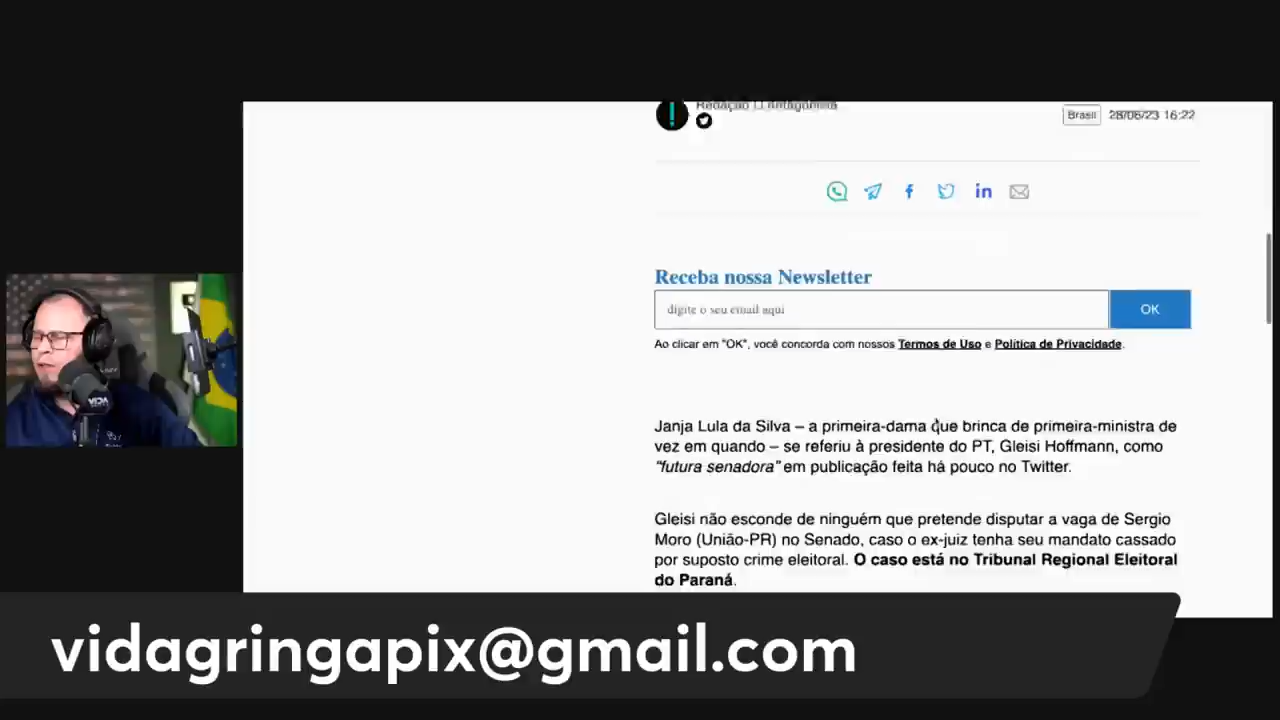 Redação O Antagonista
Brasil 28/06/23 16:22
Receba nossa Newsletter
digite o seu email aqui
OK
Ao clicar em "OK", você concorda com nossos Termos de Uso e Política de Privacidade.
Janja Lula da Silva – a primeira-dama que brinca de primeira-ministra de
vez em quando – se referiu à presidente do PT, Gleisi Hoffmann, como
“futura senadora” em publicação feita há pouco no Twitter.
Gleisi não esconde de ninguém que pretende disputar a vaga de Sergio
Moro (União-PR) no Senado, caso o ex-juiz tenha seu mandato cassado
por suposto crime eleitoral. O caso está no Tribunal Regional Eleitoral
do Paraná.
VIDA
vidagringapix@gmail.com